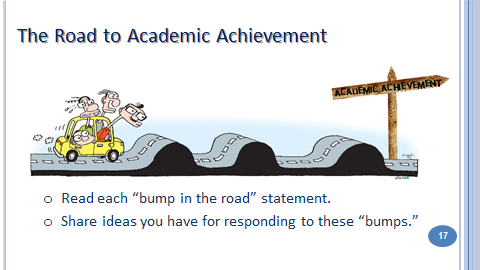 The Road to Academic Achievement
ACADEMIC ACHIEVEMENT
o Read each “bump in the road” statement.
o Share ideas you have for responding to these “bumps.”
17